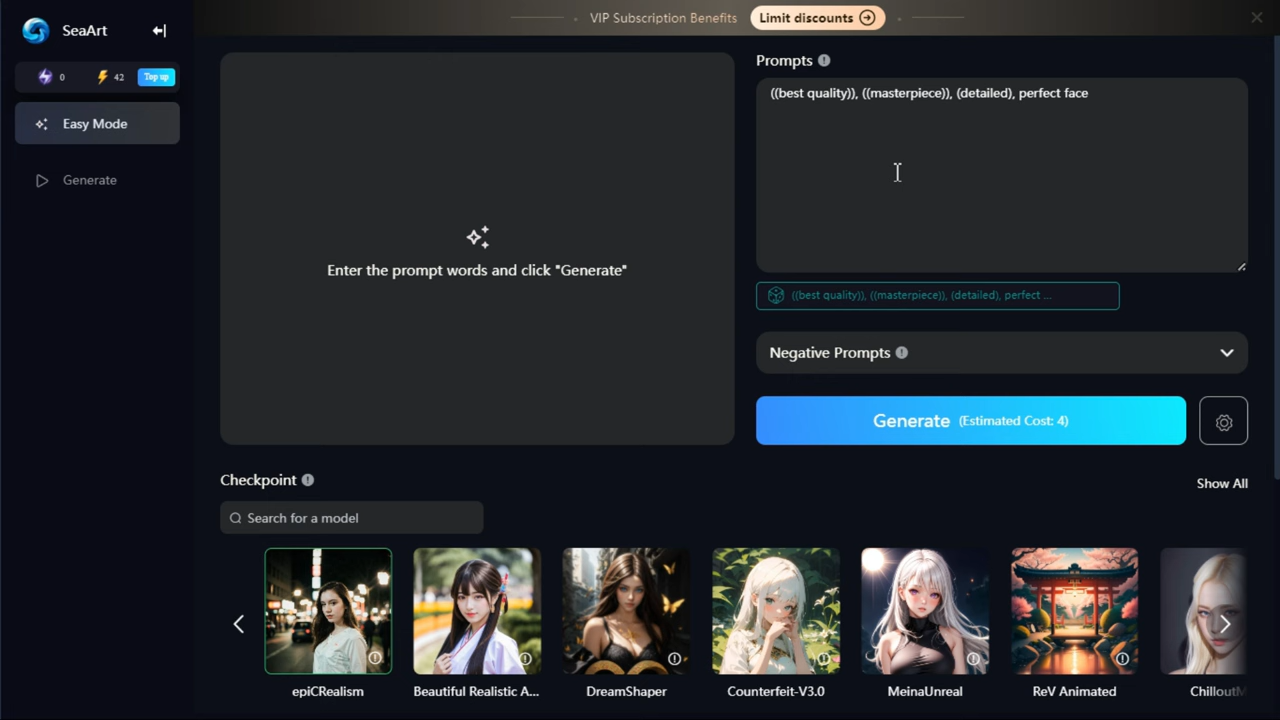 SeaArt
VIP Subscription Benefits
Limit discounts
0
42
Top up
Easy Mode
Generate
Enter the prompt words and click "Generate"
Prompts
((best quality)), ((masterpiece)), (detailed), perfect face
((best quality)), ((masterpiece)), (detailed), perfect ...
Negative Prompts
Generate (Estimated Cost: 4)
Checkpoint
Show All
Search for a model
epiCRealism
Beautiful Realistic A...
DreamShaper
Counterfeit-V3.0
MeinaUnreal
ReV Animated